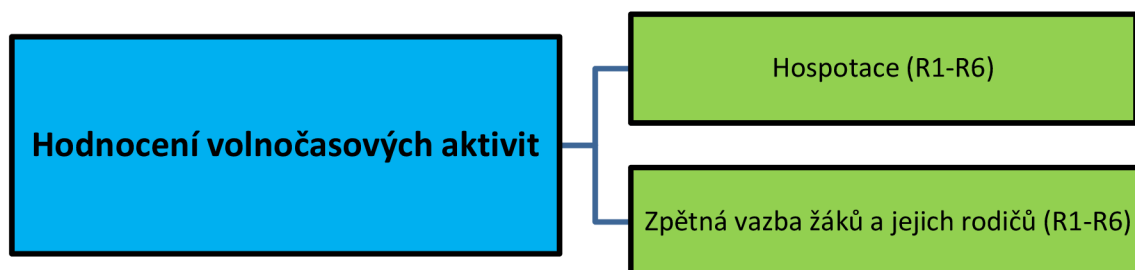 Hodnocení volnočasových aktivit
Hospotace (R1-R6)
Zpětná vazba žáků a jejich rodičů (R1-R6)